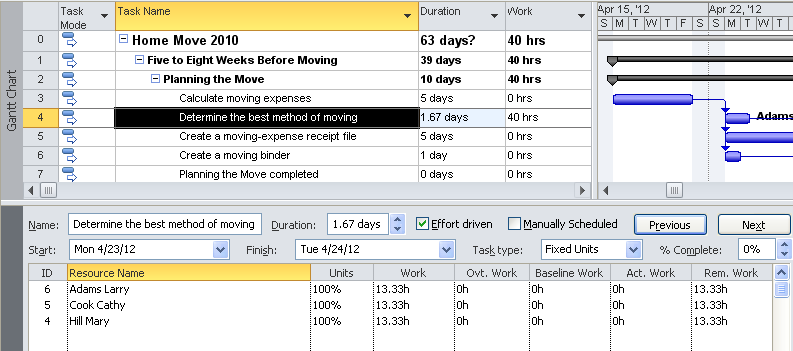 Task Mode Task Name Duration Work Apr 15, '12 Apr 22, '12
S M T W T F S S M T W T F S
0 Home Move 2010 63 days? 40 hrs
1 Five to Eight Weeks Before Moving 39 days 40 hrs
2 Planning the Move 10 days 40 hrs
3 Calculate moving expenses 5 days 0 hrs
4 Determine the best method of moving 1.67 days 40 hrs Adams
5 Create a moving-expense receipt file 5 days 0 hrs
6 Create a moving binder 1 day 0 hrs
7 Planning the Move completed 0 days 0 hrs
Gantt Chart
Name: Determine the best method of moving Duration: 1.67 days Effort driven Manually Scheduled Previous Next
Start: Mon 4/23/12 Finish: Tue 4/24/12 Task type: Fixed Units % Complete: 0%
ID Resource Name Units Work Ovt. Work Baseline Work Act. Work Rem. Work
6 Adams Larry 100% 13.33h 0h 0h 0h 13.33h
5 Cook Cathy 100% 13.33h 0h 0h 0h 13.33h
4 Hill Mary 100% 13.33h 0h 0h 0h 13.33h